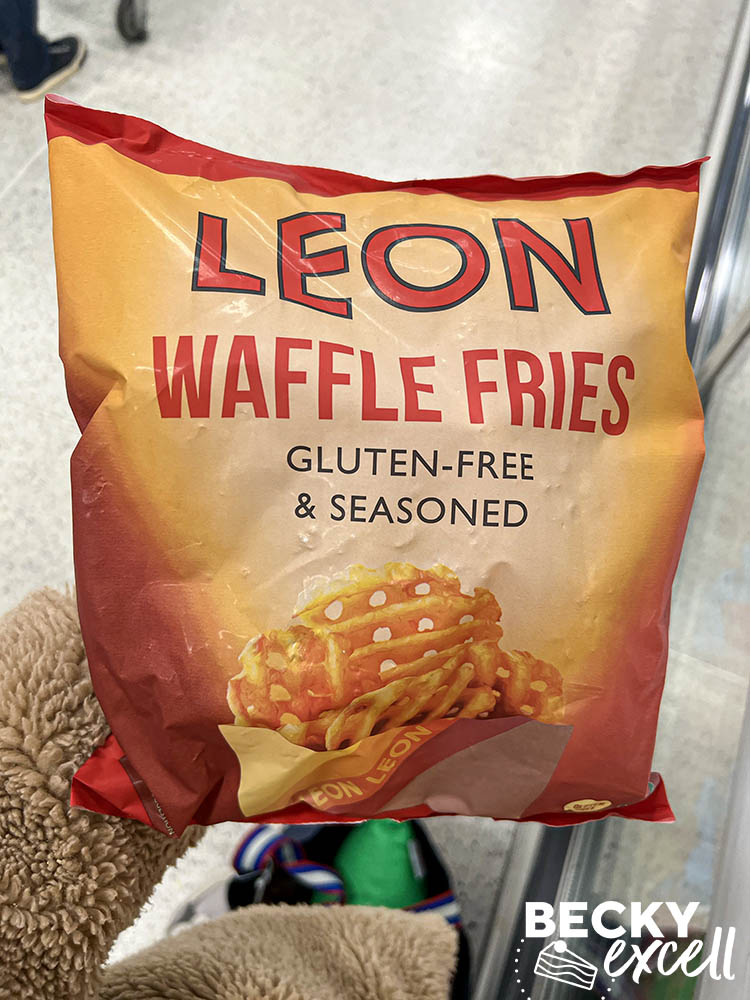 LEON
WAFFLE FRIES
GLUTEN-FREE
& SEASONED
LEON LEON
BECKY
excell